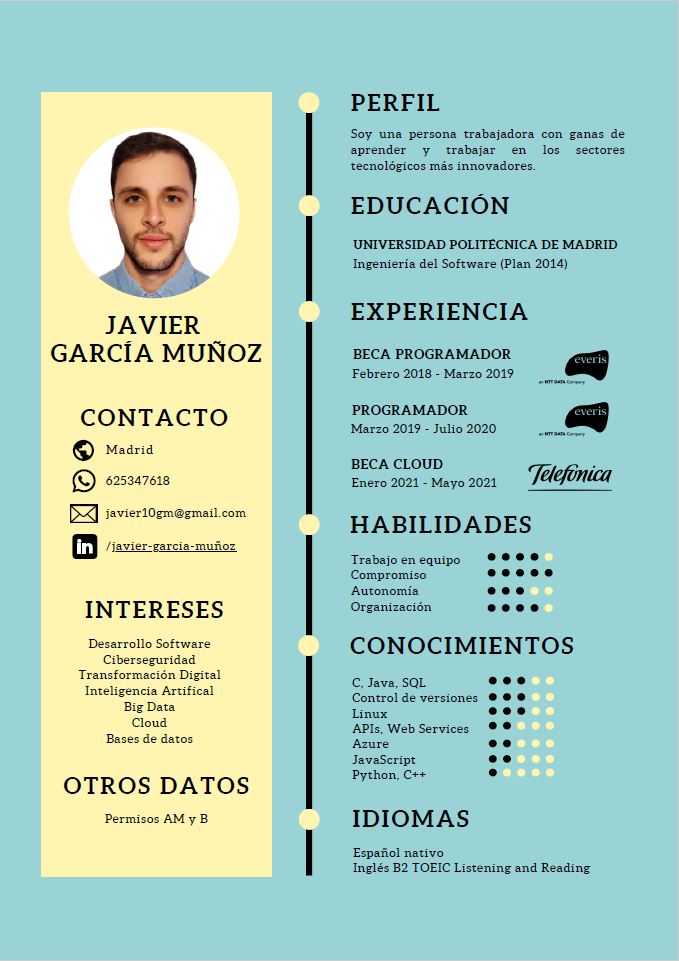 JAVIER
GARCÍA MUÑOZ
CONTACTO
Madrid
625347618
javier10gm@gmail.com
/javier-garcia-muñoz
INTERESES
Desarrollo Software
Ciberseguridad
Transformación Digital
Inteligencia Artifical
Big Data
Cloud
Bases de datos
OTROS DATOS
Permisos AM y B
PERFIL
Soy una persona trabajadora con ganas de
aprender y trabajar en los sectores
tecnológicos más innovadores.
EDUCACIÓN
UNIVERSIDAD POLITÉCNICA DE MADRID
Ingeniería del Software (Plan 2014)
EXPERIENCIA
BECA PROGRAMADOR
Febrero 2018 - Marzo 2019
everis
an NTT DATA Company
PROGRAMADOR
Marzo 2019 - Julio 2020
everis
an NTT DATA Company
BECA CLOUD
Enero 2021 - Mayo 2021
Telefónica
HABILIDADES
Trabajo en equipo
Compromiso
Autonomía
Organización
CONOCIMIENTOS
C, Java, SQL
Control de versiones
Linux
APIs, Web Services
Azure
JavaScript
Python, C++
IDIOMAS
Español nativo
Inglés B2 TOEIC Listening and Reading
in